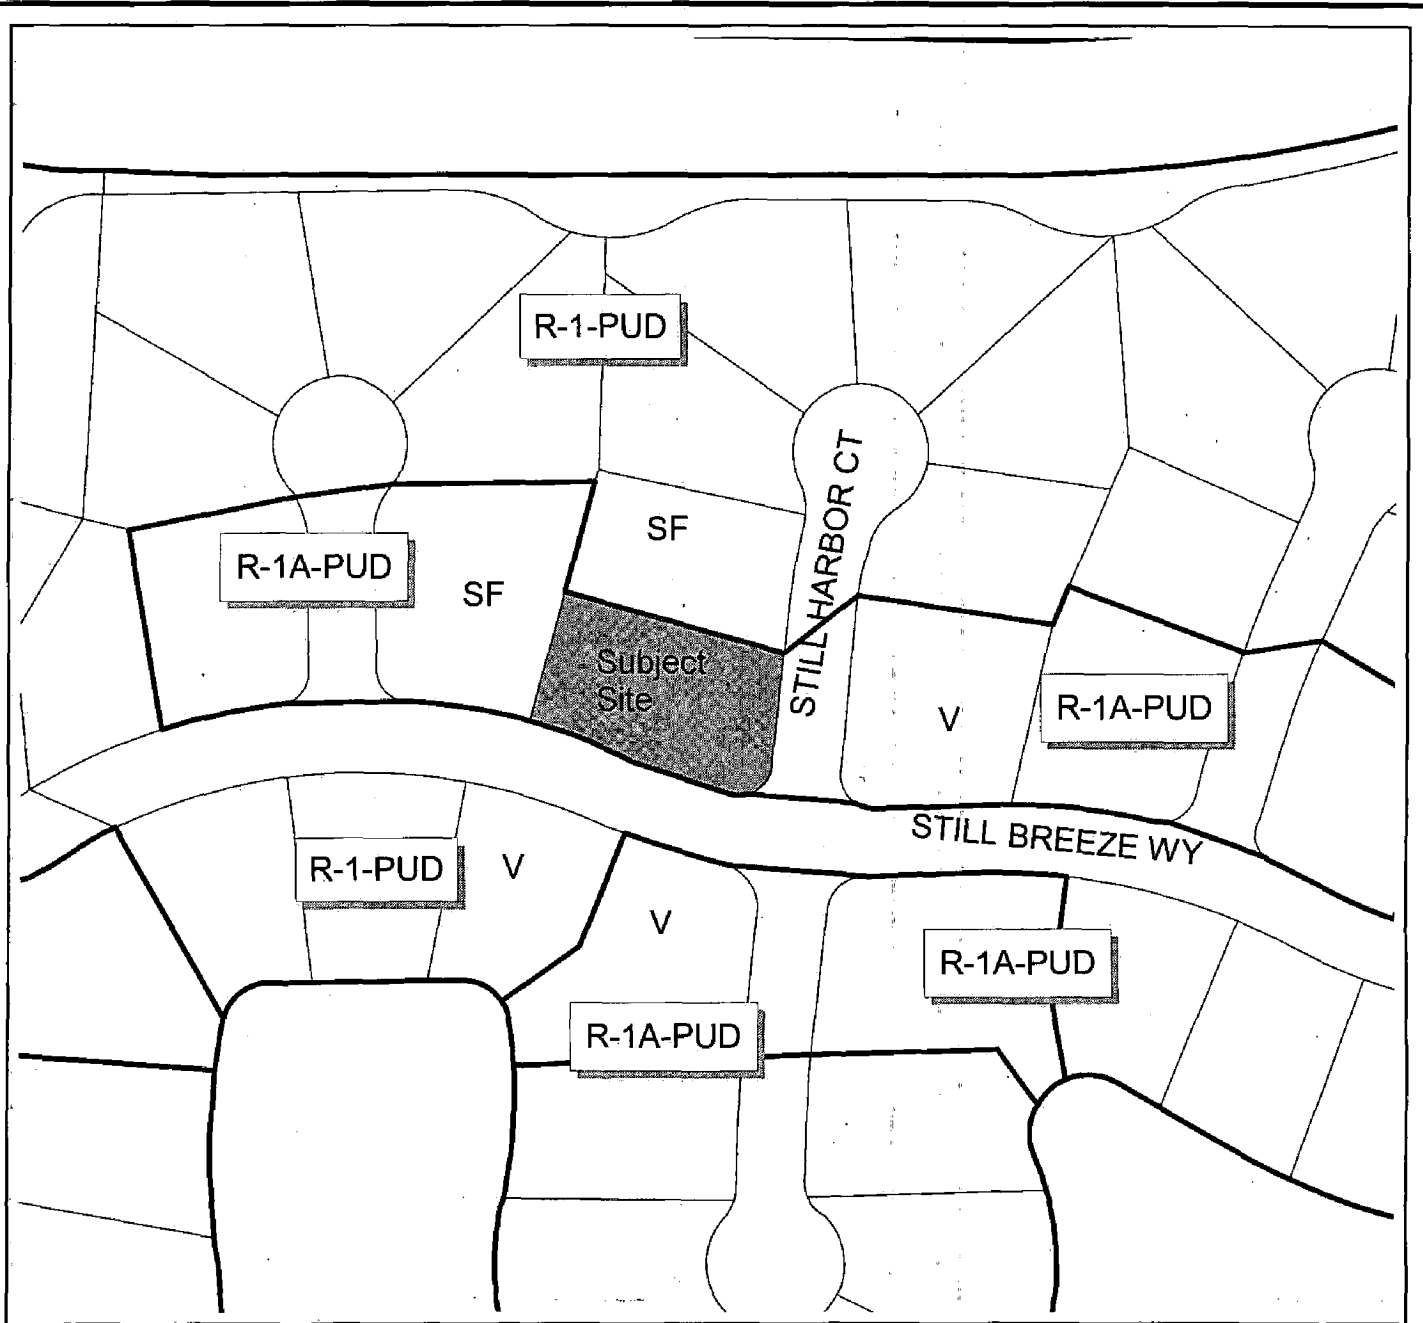 R-1-PUD
STILL HARBOR CT
SF
R-1A-PUD
SF
Subject
Site
V
R-1A-PUD
STILL BREEZE WY
R-1-PUD
V
V
R-1A-PUD
R-1A-PUD